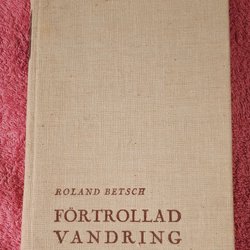 ROLAND BETSCH
FÖRTROLLAD
VANDRING